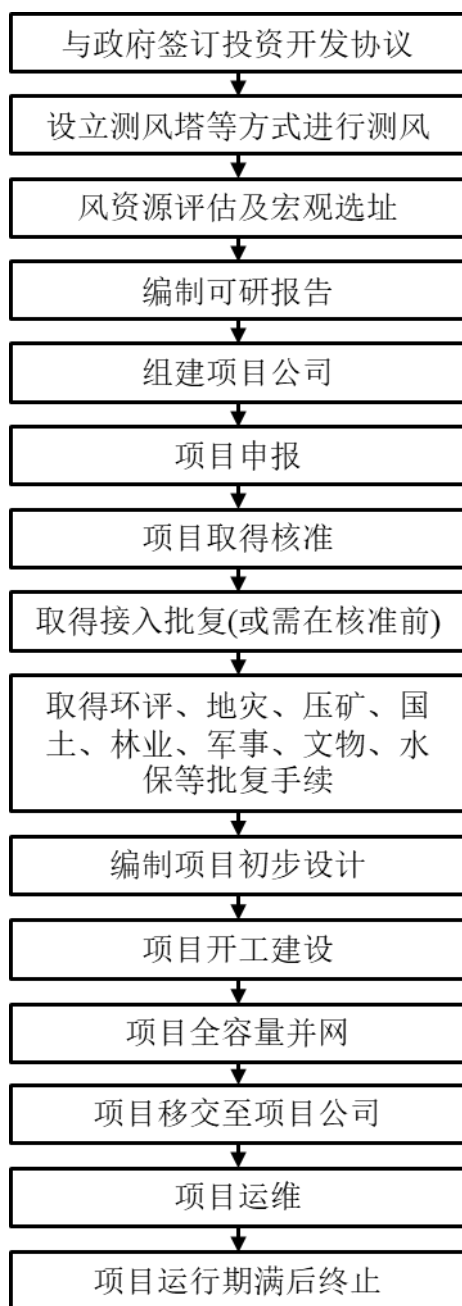 与政府签订投资开发协议
设立测风塔等方式进行测风
风资源评估及宏观选址
编制可研报告
组建项目公司
项目申报
项目取得核准
取得接入批复(或需在核准前)
取得环评、地灾、压矿、国
土、林业、军事、文物、水
保等批复手续
编制项目初步设计
项目开工建设
项目全容量并网
项目移交至项目公司
项目运维
项目运行期满后终止